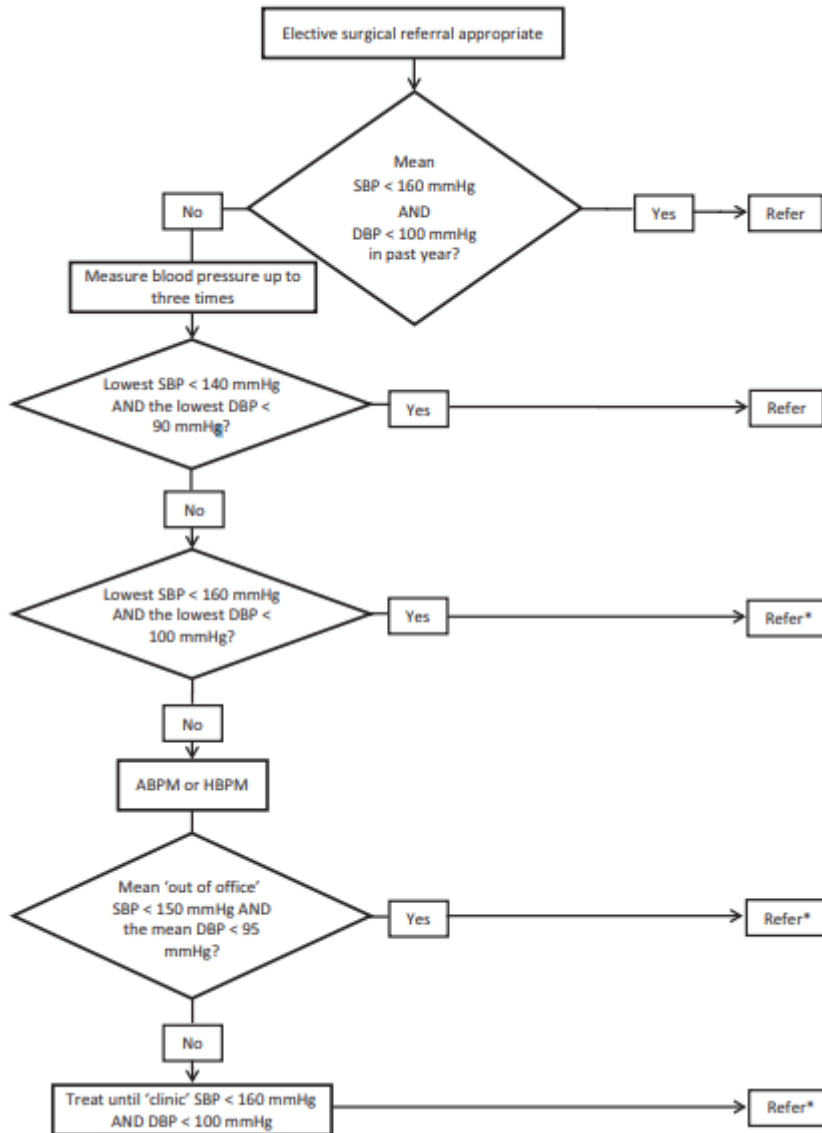 Elective surgical referral appropriate
Mean
SBP < 160 mmHg
AND
DBP < 100 mmHg
in past year?
No
Yes
Refer
Measure blood pressure up to
three times
Lowest SBP < 140 mmHg
AND the lowest DBP <
90 mmHg?
Yes
Refer
No
Lowest SBP < 160 mmHg
AND the lowest DBP <
100 mmHg?
Yes
Refer*
No
ABPM or HBPM
Mean ‘out of office’
SBP < 150 mmHg AND
the mean DBP < 95
mmHg?
Yes
Refer*
No
Treat until ‘clinic’ SBP < 160 mmHg
AND DBP < 100 mmHg
Refer*